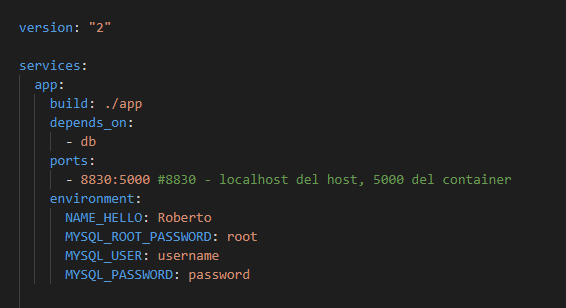 version: "2"
services:
app:
build: ./app
depends_on:
- db
ports:
- 8830:5000 #8830 - localhost del host, 5000 del container
environment:
NAME_HELLO: Roberto
MYSQL_ROOT_PASSWORD: root
MYSQL_USER: username
MYSQL_PASSWORD: password